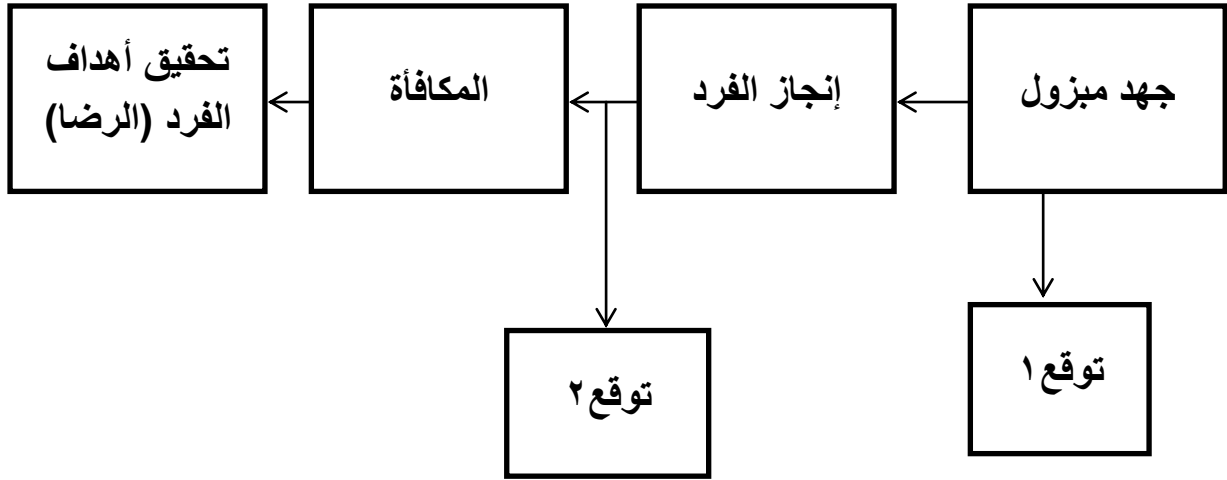 جهد مبزول
إنجاز الفرد
المكافأة
تحقيق أهداف
الفرد (الرضا)
توقع١
توقع٢